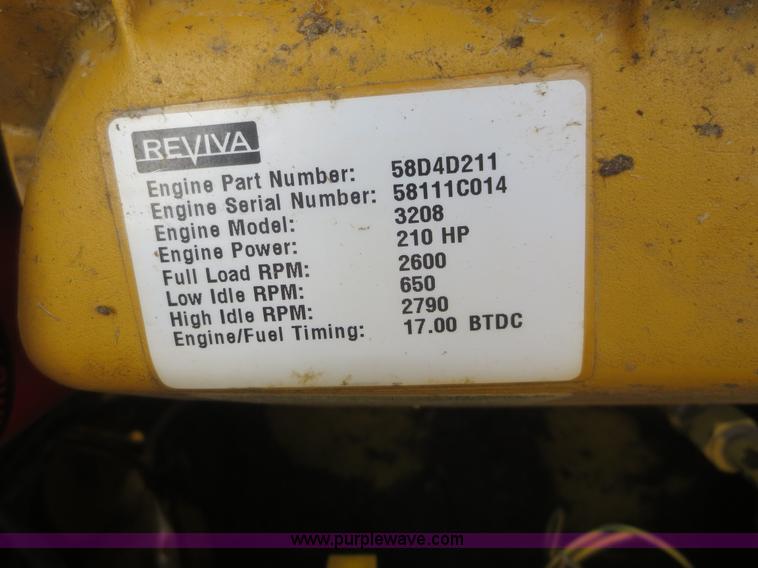 REVIVA
Engine Part Number: 58D4D211
Engine Serial Number: 58111C014
Engine Model: 3208
Engine Power: 210 HP
Full Load RPM: 2600
Low Idle RPM: 650
High Idle RPM: 2790
Engine/Fuel Timing: 17.00 BTDC
www.purplewave.com